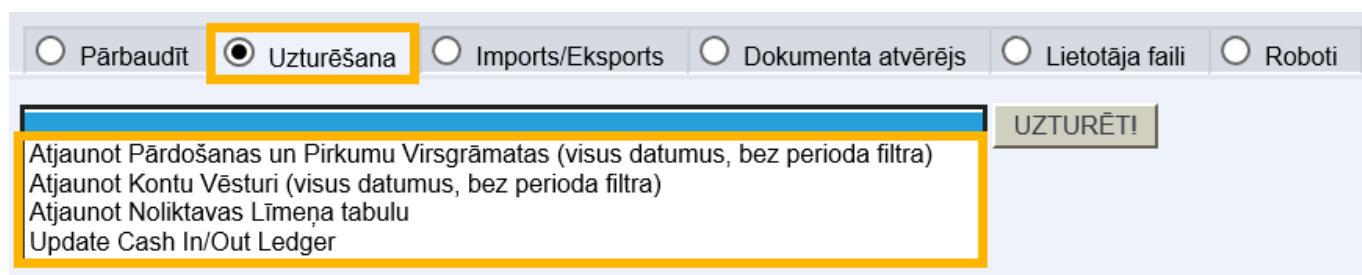 Pārbaudīt Uzturēšana Imports/Eksports Dokumenta atvērējs Lietotāja faili Roboti
UZTURĒT!
Atjaunot Pārdošanas un Pirkumu Virsgrāmatas (visus datumus, bez perioda filtra)
Atjaunot Kontu Vēsturi (visus datumus, bez perioda filtra)
Atjaunot Noliktavas Līmeņa tabulu
Update Cash In/Out Ledger